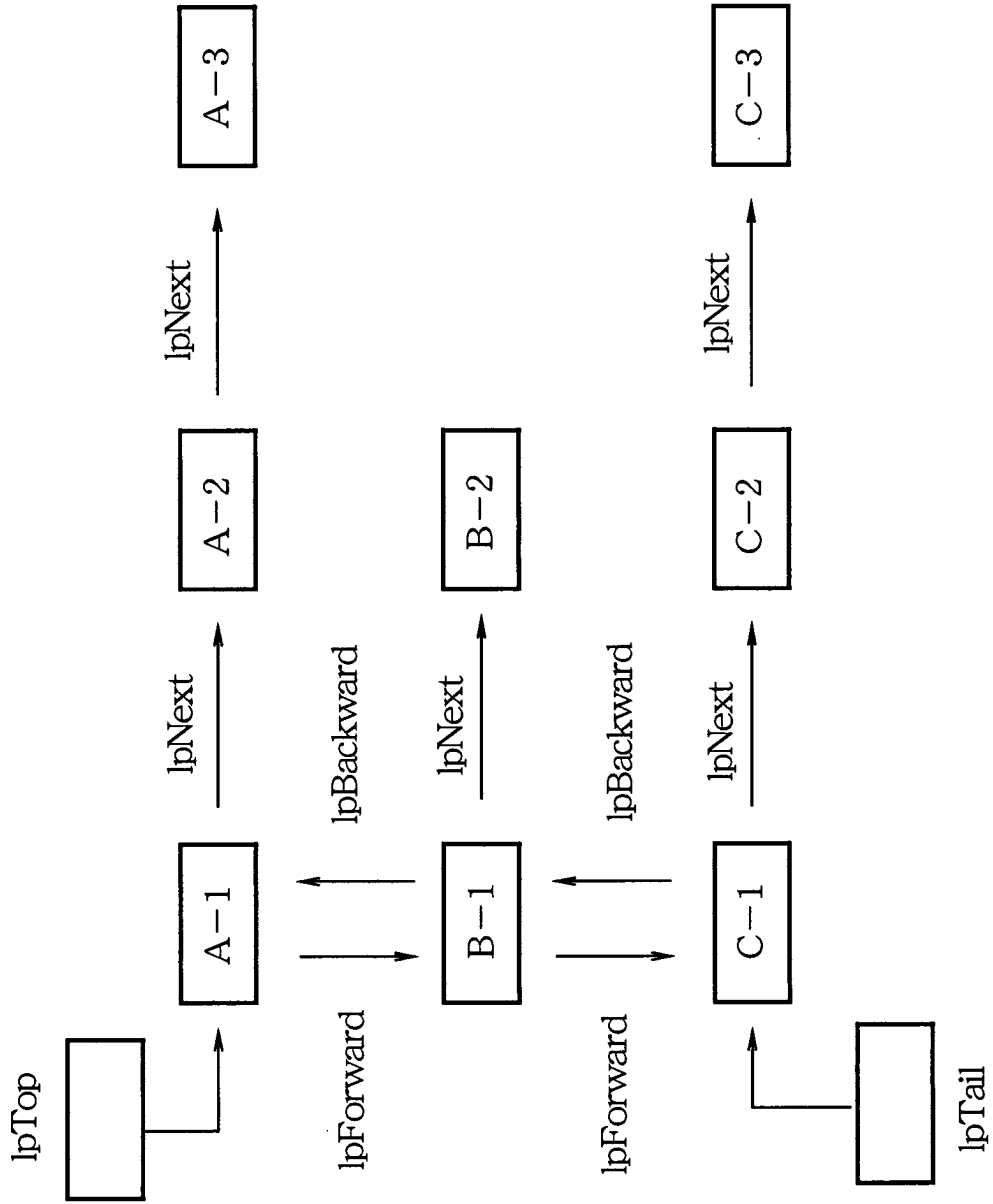 lpTop
A-1
lpNext
A-2
lpNext
A-3
lpForward
lpBackward
B-1
lpNext
B-2
lpForward
lpBackward
C-1
lpNext
C-2
lpNext
C-3
lpTail